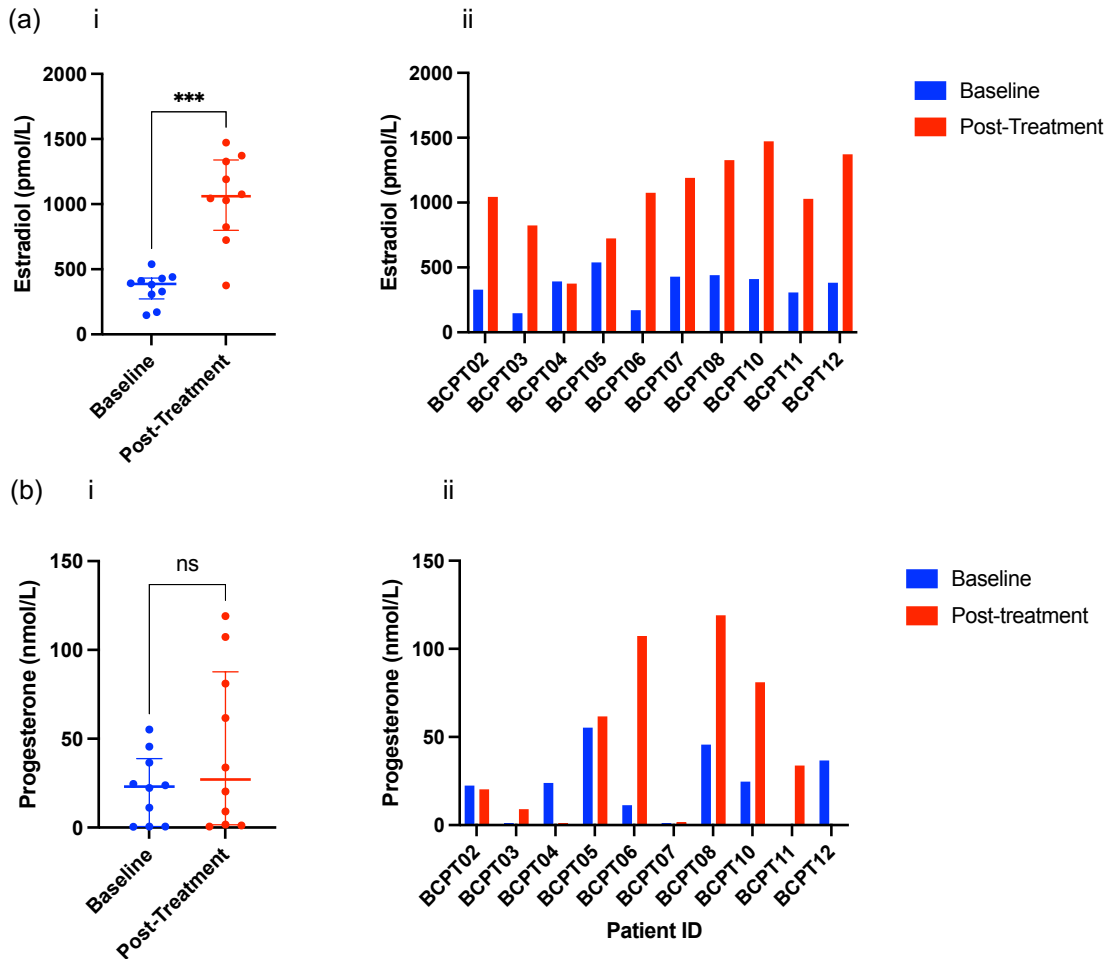 (a) i ii
2000
1500
1000
500
0
Estradiol (pmol/L)
***
Baseline
Post-Treatment
2000
1500
1000
500
0
Estradiol (pmol/L)
BCPT02
BCPT03
BCPT04
BCPT05
BCPT06
BCPT07
BCPT08
BCPT10
BCPT11
BCPT12
Baseline
Post-Treatment
(b) i ii
150
100
50
0
Progesterone (nmol/L)
ns
Baseline
Post-Treatment
150
100
50
0
Progesterone (nmol/L)
BCPT02
BCPT03
BCPT04
BCPT05
BCPT06
BCPT07
BCPT08
BCPT10
BCPT11
BCPT12
Patient ID
Baseline
Post-treatment